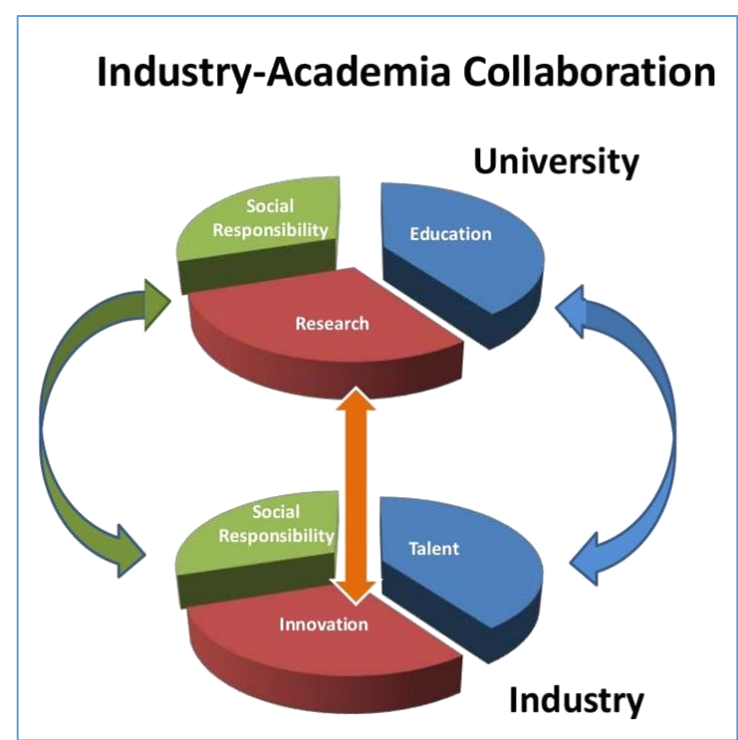 Industry-Academia Collaboration
University
Social
Responsibility
Education
Research
Social
Responsibility
Talent
Innovation
Industry